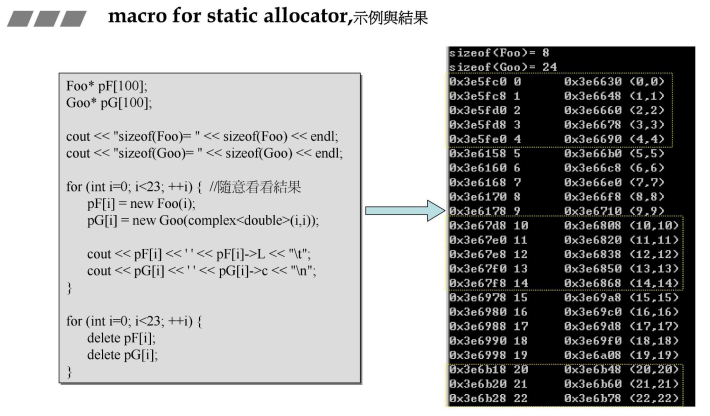 macro for static allocator,示例與結果
Foo* pF[100];
Goo* pG[100];
cout << "sizeof(Foo)= " << sizeof(Foo) << endl;
cout << "sizeof(Goo)= " << sizeof(Goo) << endl;
for (int i=0; i<23; ++i) { //隨意看看結果
pF[i] = new Foo(i);
pG[i] = new Goo(complex<double>(i,i));
cout << pF[i] << ' ' << pF[i]->L << "\t";
cout << pG[i] << ' ' << pG[i]->c << "\n";
}
for (int i=0; i<23; ++i) {
delete pF[i];
delete pG[i];
}
sizeof(Foo)= 8
sizeof(Goo)= 24
0x3e5fc0 0 0x3e6630 (0,0)
0x3e5fc8 1 0x3e6648 (1,1)
0x3e5fd0 2 0x3e6660 (2,2)
0x3e5fd8 3 0x3e6678 (3,3)
0x3e5fe0 4 0x3e6690 (4,4)
0x3e6158 5 0x3e66b0 (5,5)
0x3e6160 6 0x3e66c8 (6,6)
0x3e6168 7 0x3e66e0 (7,7)
0x3e6170 8 0x3e66f8 (8,8)
0x3e6178 9 0x3e6710 (9,9)
0x3e67d8 10 0x3e6808 (10,10)
0x3e67e0 11 0x3e6820 (11,11)
0x3e67e8 12 0x3e6838 (12,12)
0x3e67f0 13 0x3e6850 (13,13)
0x3e67f8 14 0x3e6868 (14,14)
0x3e6978 15 0x3e69a8 (15,15)
0x3e6980 16 0x3e69c0 (16,16)
0x3e6988 17 0x3e69d8 (17,17)
0x3e6990 18 0x3e69f0 (18,18)
0x3e6998 19 0x3e6a08 (19,19)
0x3e6b18 20 0x3e6b48 (20,20)
0x3e6b20 21 0x3e6b60 (21,21)
0x3e6b28 22 0x3e6b78 (22,22)